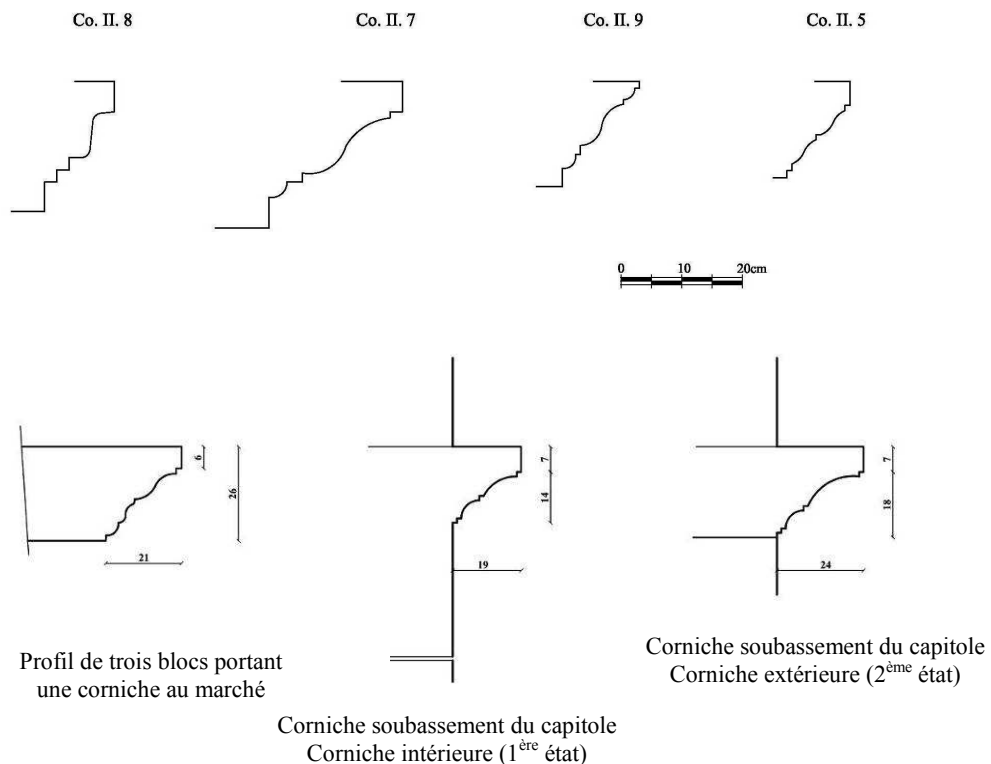 Co. II. 8
Co. II. 7
Co. II. 9
Co. II. 5
0 10 20cm
6
26
21
7
14
19
7
18
24
Profil de trois blocs portant
une corniche au marché
Corniche soubassement du capitole
Corniche intérieure (1ère état)
Corniche soubassement du capitole
Corniche extérieure (2ème état)